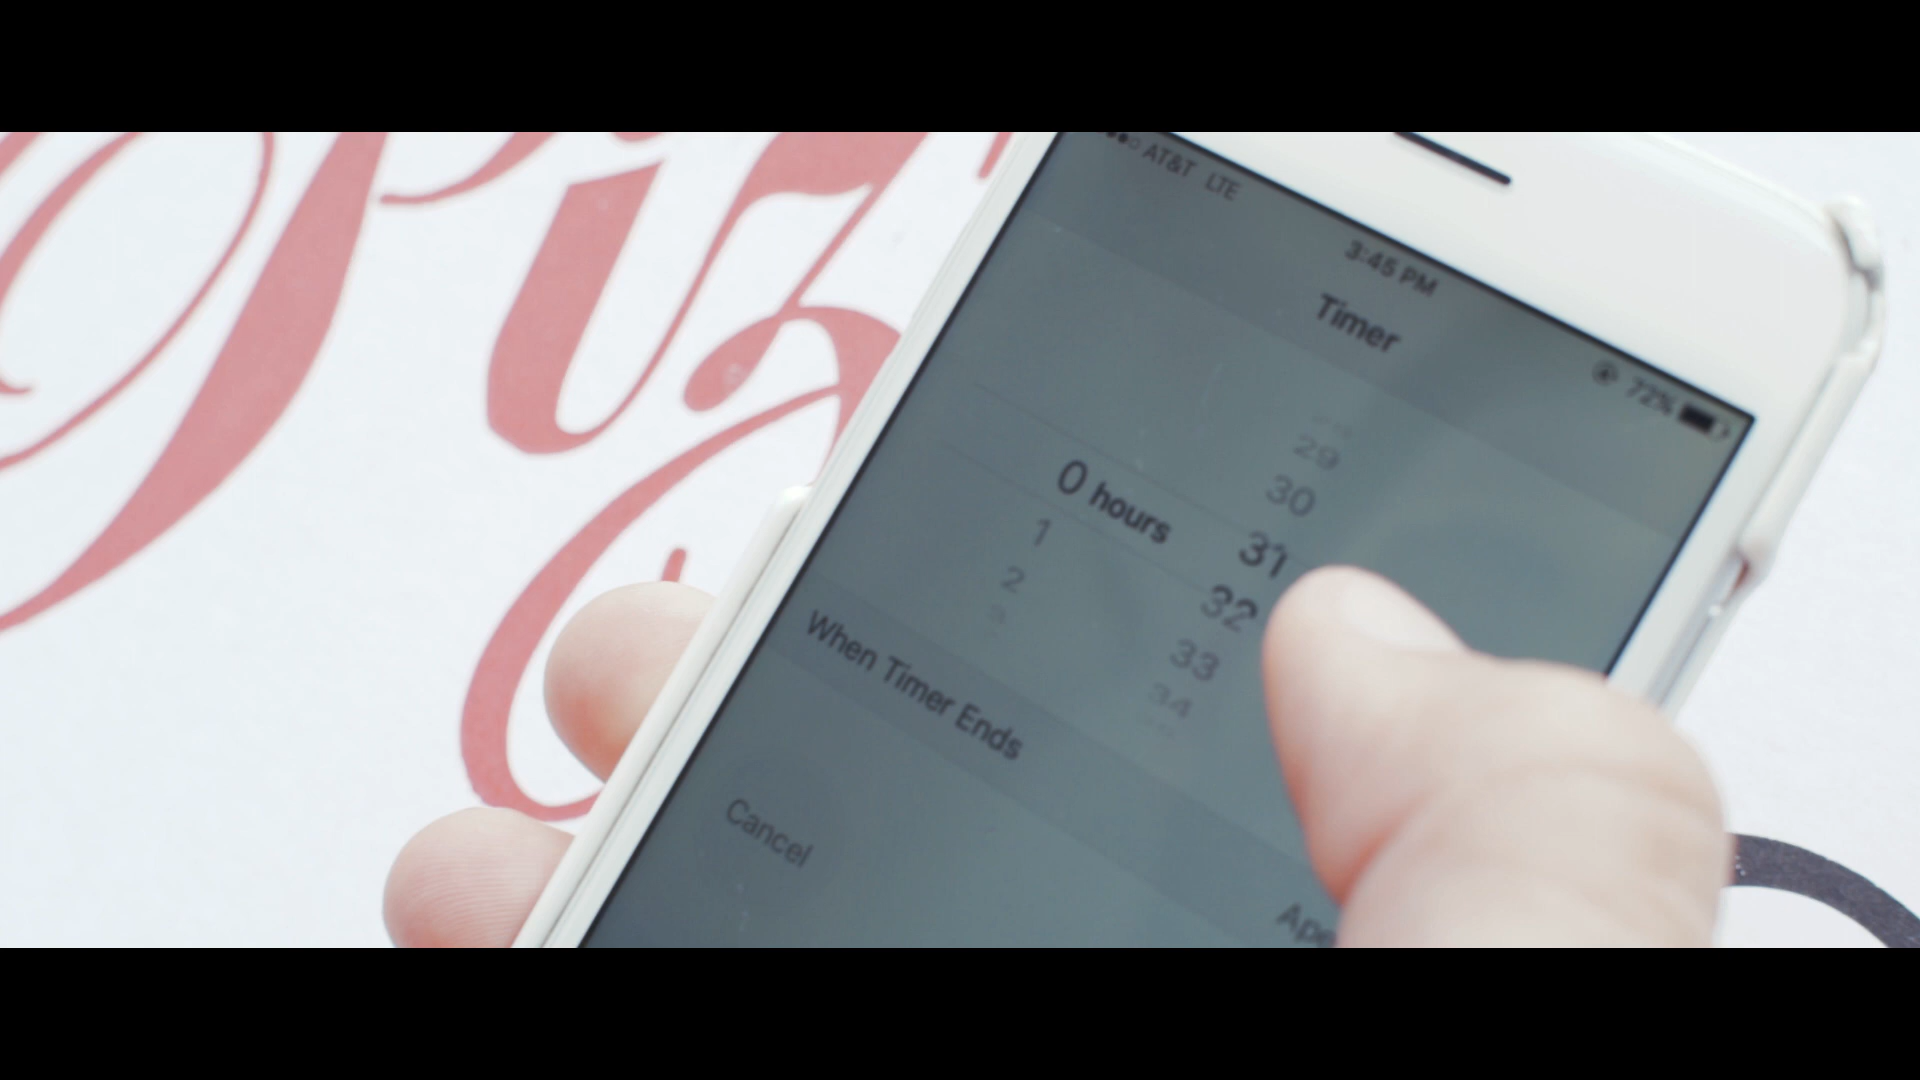 Piz
AT&T LTE
3:45 PM
72%
Timer
29
30
0 hours 31
1 32
2 33
34
When Timer Ends
Cancel